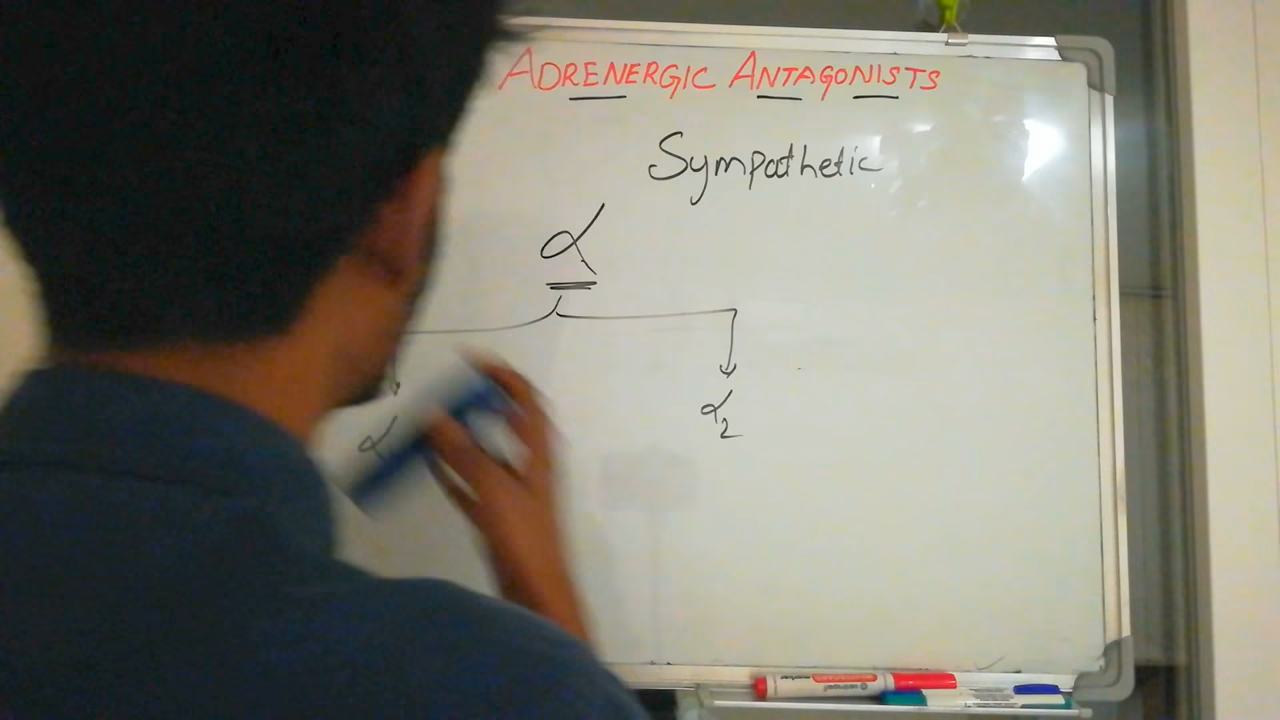 ADRENERGIC ANTAGONISTS
Sympathetic
α
α
α2